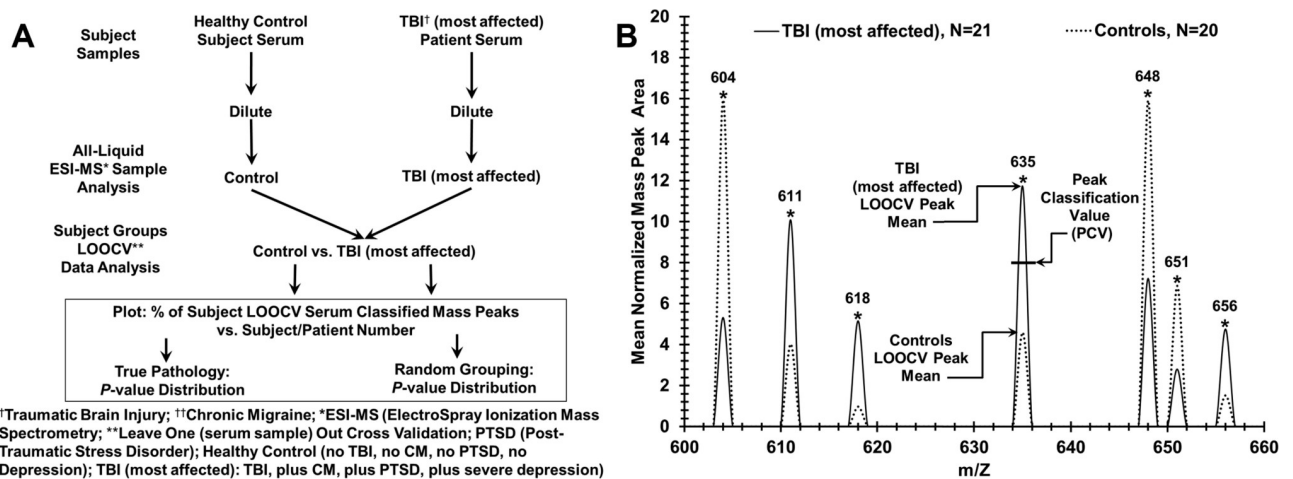 A
Subject
Samples
Healthy Control
Subject Serum
TBI† (most affected)
Patient Serum
Dilute
Dilute
All-Liquid
ESI-MS* Sample
Analysis
Control
TBI (most affected)
Subject Groups
LOOCV**
Data Analysis
Control vs. TBI (most affected)
Plot: % of Subject LOOCV Serum Classified Mass Peaks
vs. Subject/Patient Number
True Pathology:
P-value Distribution
Random Grouping:
P-value Distribution
†Traumatic Brain Injury; ††Chronic Migraine; *ESI-MS (ElectroSpray Ionization Mass
Spectrometry; **Leave One (serum sample) Out Cross Validation; PTSD (Post-
Traumatic Stress Disorder); Healthy Control (no TBI, no CM, no PTSD, no
Depression); TBI (most affected): TBI, plus CM, plus PTSD, plus severe depression)
B
TBI (most affected), N=21
Controls, N=20
Mean Normalized Mass Peak Area
20
18
16
14
12
10
8
6
4
2
0
604
*
611
*
618
*
635
*
648
*
651
*
656
*
TBI
(most affected)
LOOCV Peak
Mean
Peak
Classification
Value
(PCV)
Controls
LOOCV Peak
Mean
600
610
620
630
640
650
660
m/Z